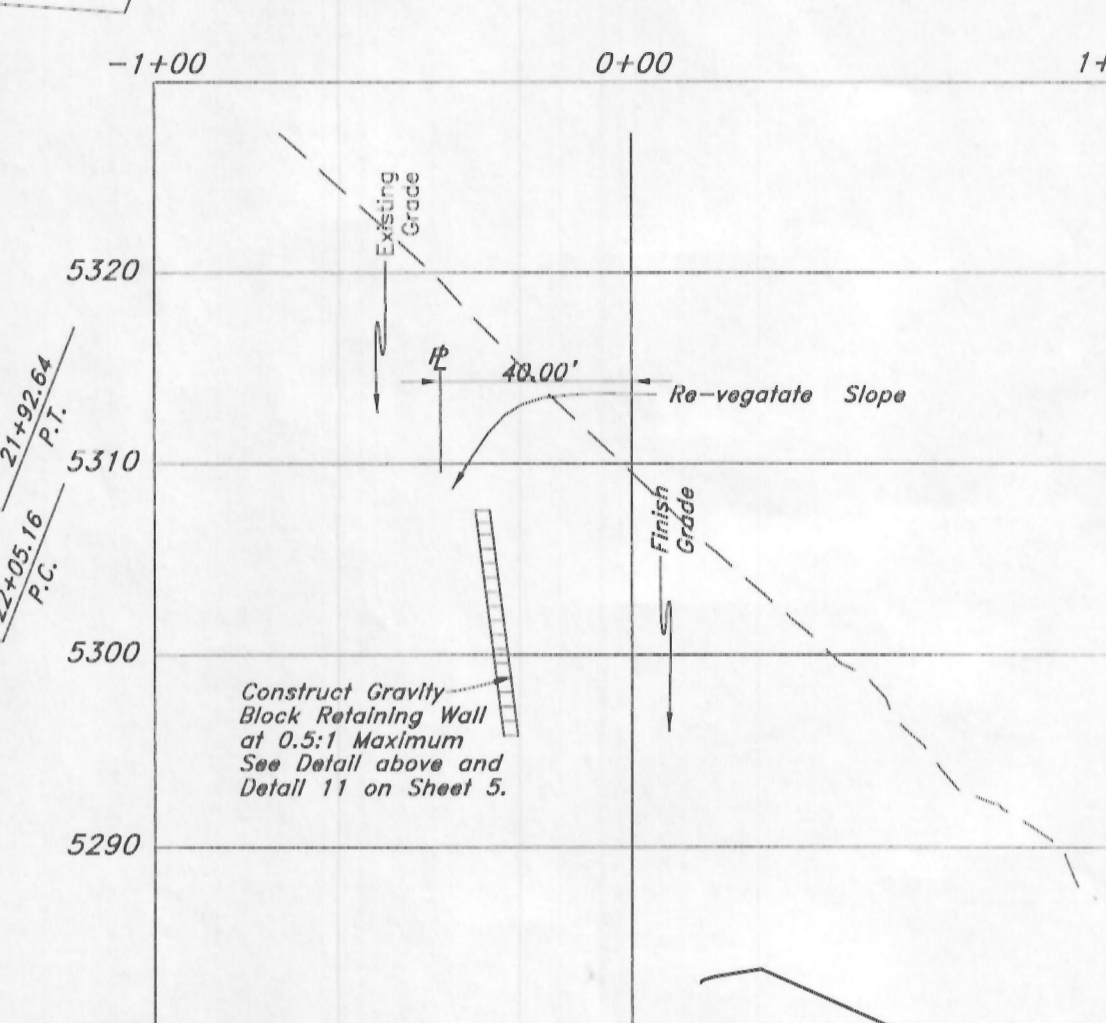 -1+00
0+00
1+
Existing
Grade
5320
PL
40.00'
Re-vegatate Slope
21+92.64
P.T.
5310
Finish
Grade
22+05.16
P.C.
5300
Construct Gravity
Block Retaining Wall
at 0.5:1 Maximum
See Detail above and
Detail 11 on Sheet 5.
5290